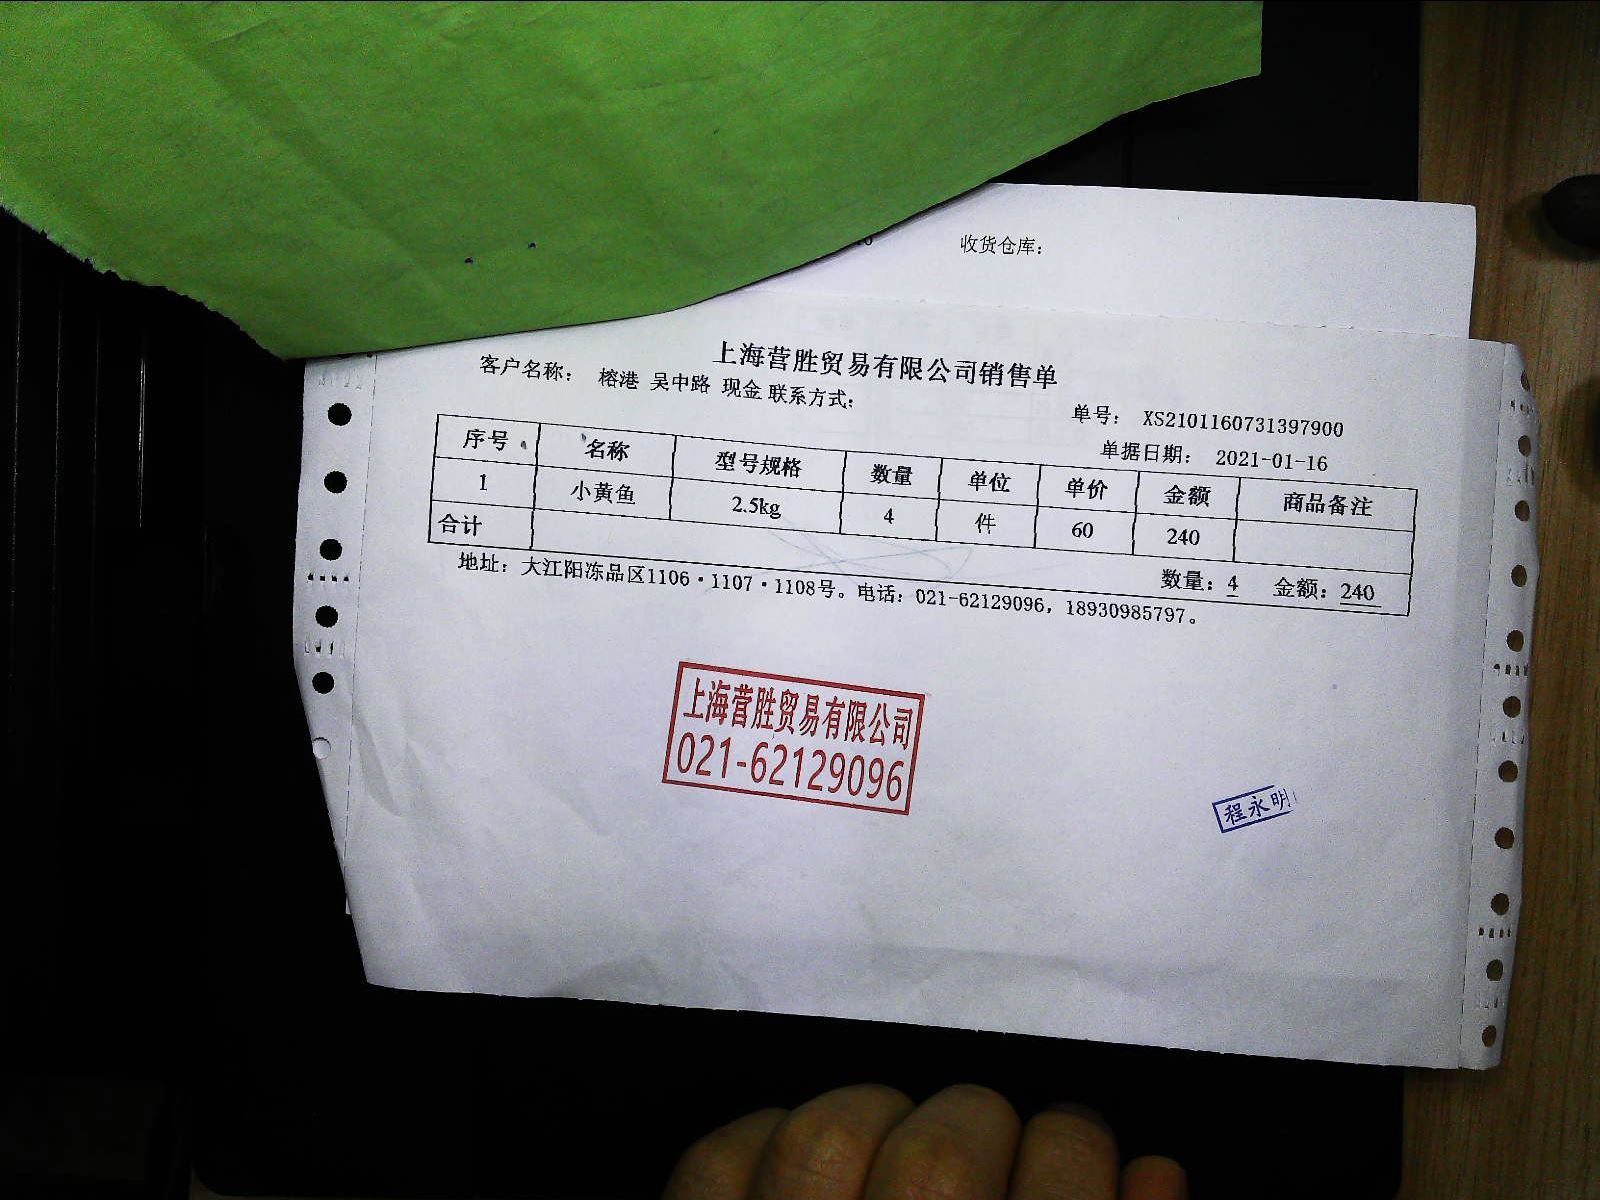 收货仓库：
上海营胜贸易有限公司销售单
客户名称： 榕港 吴中路 现金 联系方式：
单号： XS2101160731397900
单据日期： 2021-01-16
序号 名称 型号规格 数量 单位 单价 金额 商品备注
1 小黄鱼 2.5kg 4 件 60 240
合计
数量：4 金额：240
地址：大江阳冻品区1106·1107·1108号。电话：021-62129096，18930985797。
上海营胜贸易有限公司
021-62129096
程永明